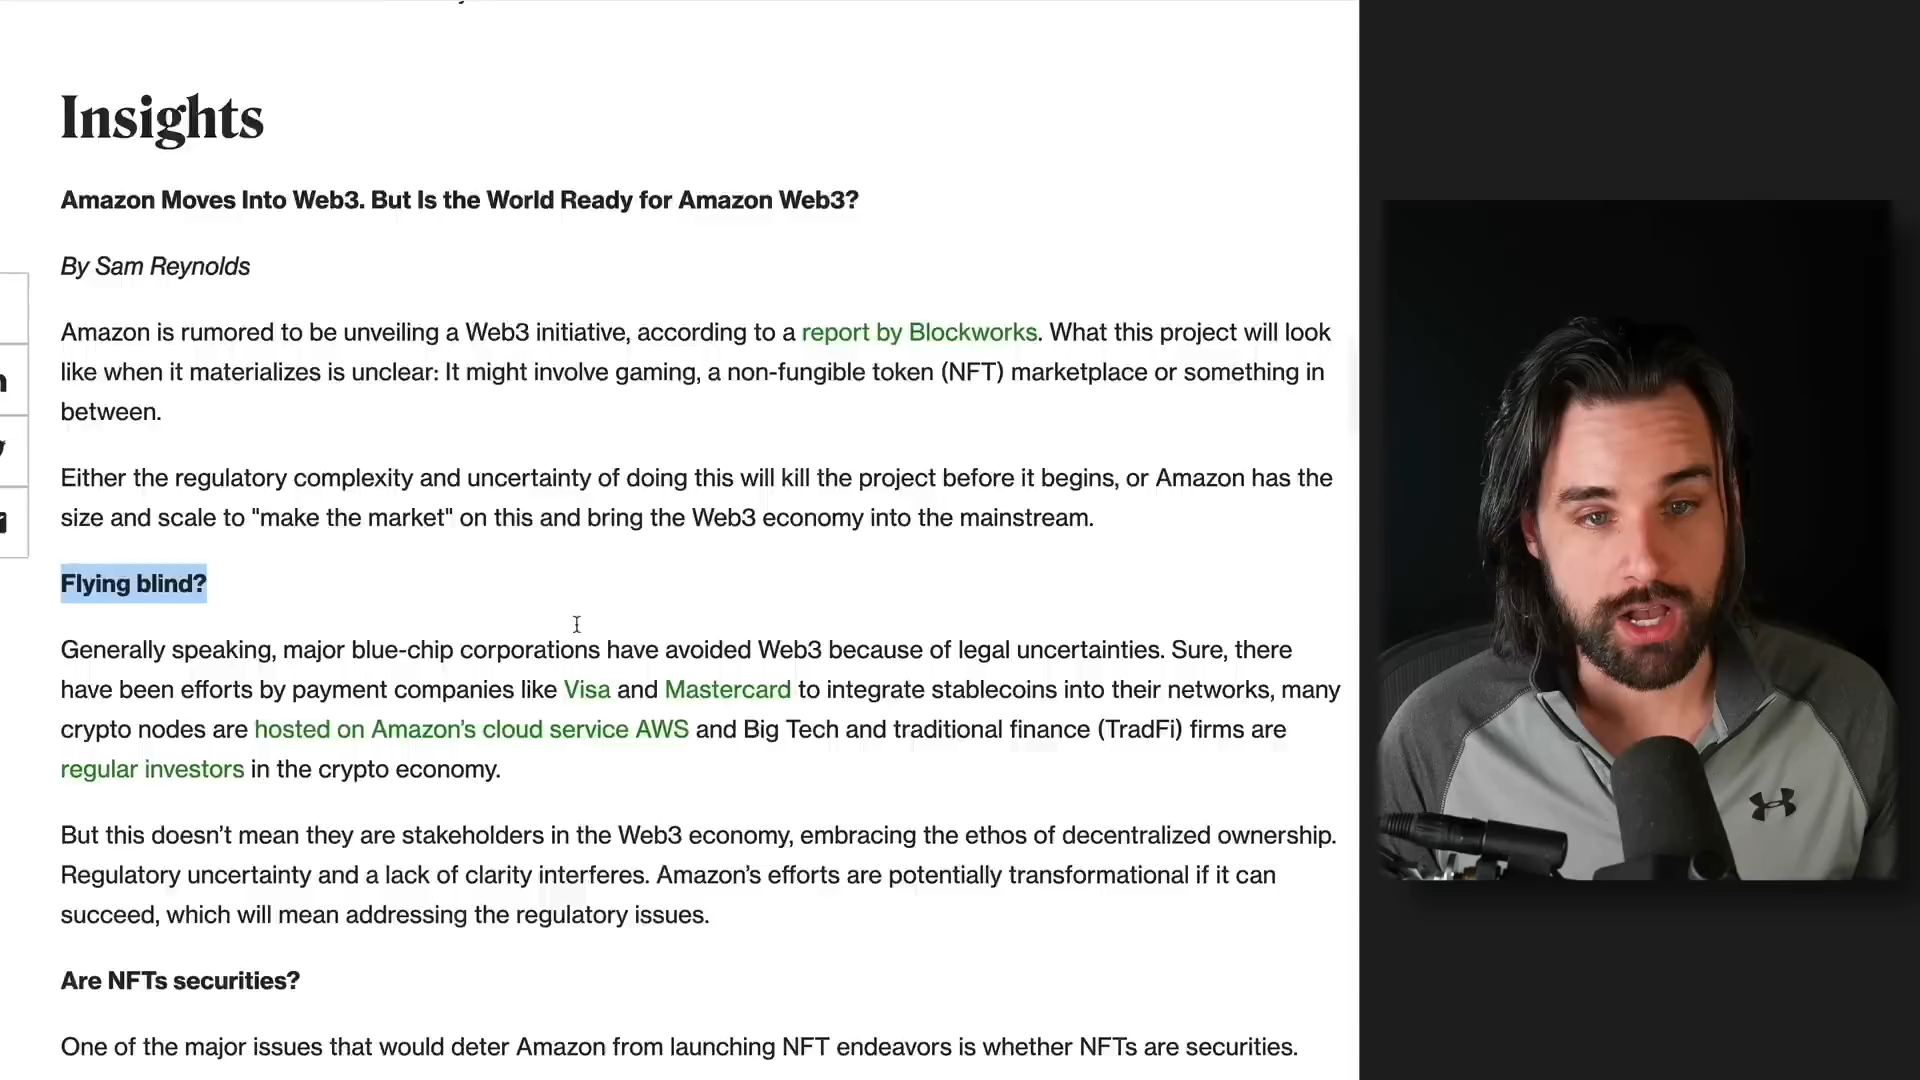 Insights
Amazon Moves Into Web3. But Is the World Ready for Amazon Web3?
By Sam Reynolds
Amazon is rumored to be unveiling a Web3 initiative, according to a report by Blockworks. What this project will look
like when it materializes is unclear: It might involve gaming, a non-fungible token (NFT) marketplace or something in
between.
Either the regulatory complexity and uncertainty of doing this will kill the project before it begins, or Amazon has the
size and scale to "make the market" on this and bring the Web3 economy into the mainstream.
Flying blind?
Generally speaking, major blue-chip corporations have avoided Web3 because of legal uncertainties. Sure, there
have been efforts by payment companies like Visa and Mastercard to integrate stablecoins into their networks, many
crypto nodes are hosted on Amazon’s cloud service AWS and Big Tech and traditional finance (TradFi) firms are
regular investors in the crypto economy.
But this doesn’t mean they are stakeholders in the Web3 economy, embracing the ethos of decentralized ownership.
Regulatory uncertainty and a lack of clarity interferes. Amazon’s efforts are potentially transformational if it can
succeed, which will mean addressing the regulatory issues.
Are NFTs securities?
One of the major issues that would deter Amazon from launching NFT endeavors is whether NFTs are securities.